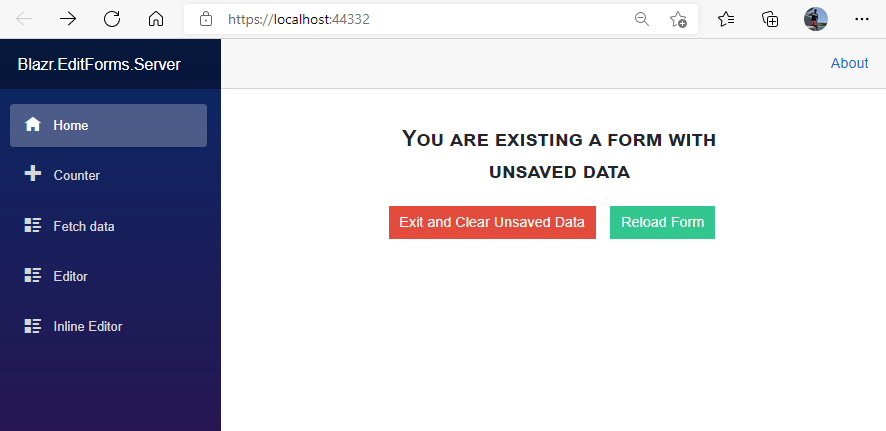 https://localhost:44332
Blazr.EditForms.Server
About
Home
Counter
Fetch data
Editor
Inline Editor
You are existing a form with
unsaved data
Exit and Clear Unsaved Data
Reload Form